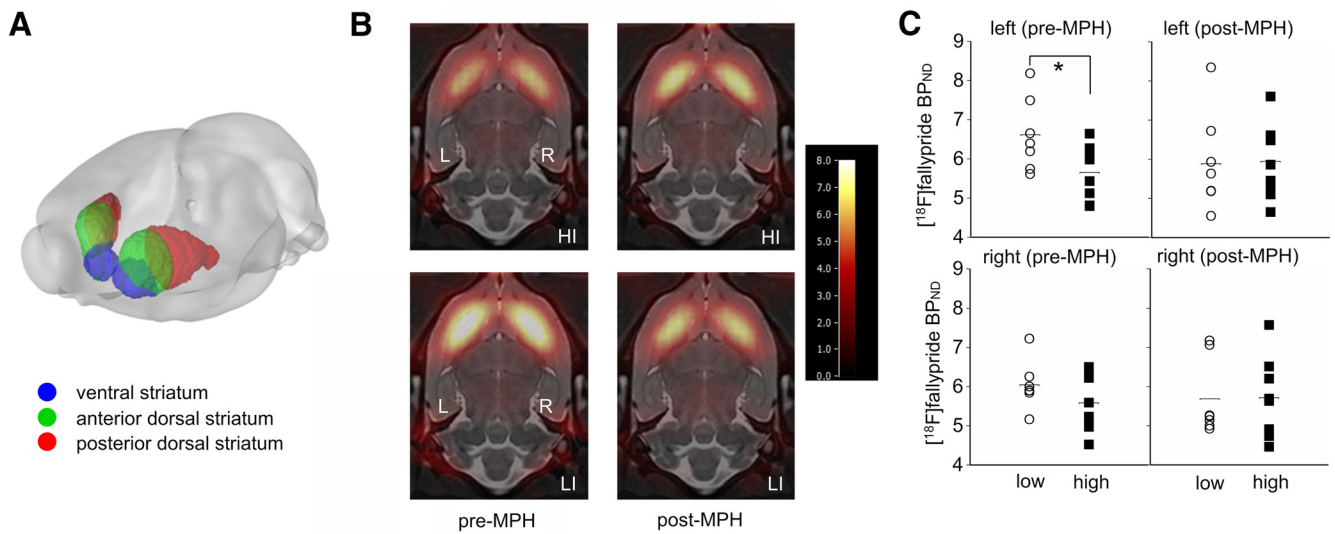 A
ventral striatum
anterior dorsal striatum
posterior dorsal striatum
B
L
R
HI
HI
L
R
LI
LI
pre-MPH
post-MPH
8.0
7.0
6.0
5.0
4.0
3.0
2.0
1.0
0.0
C
left (pre-MPH)
left (post-MPH)
[¹⁸F]fallypride BPND
9
8
7
6
5
4
*
right (pre-MPH)
right (post-MPH)
[¹⁸F]fallypride BPND
9
8
7
6
5
4
low
high
low
high